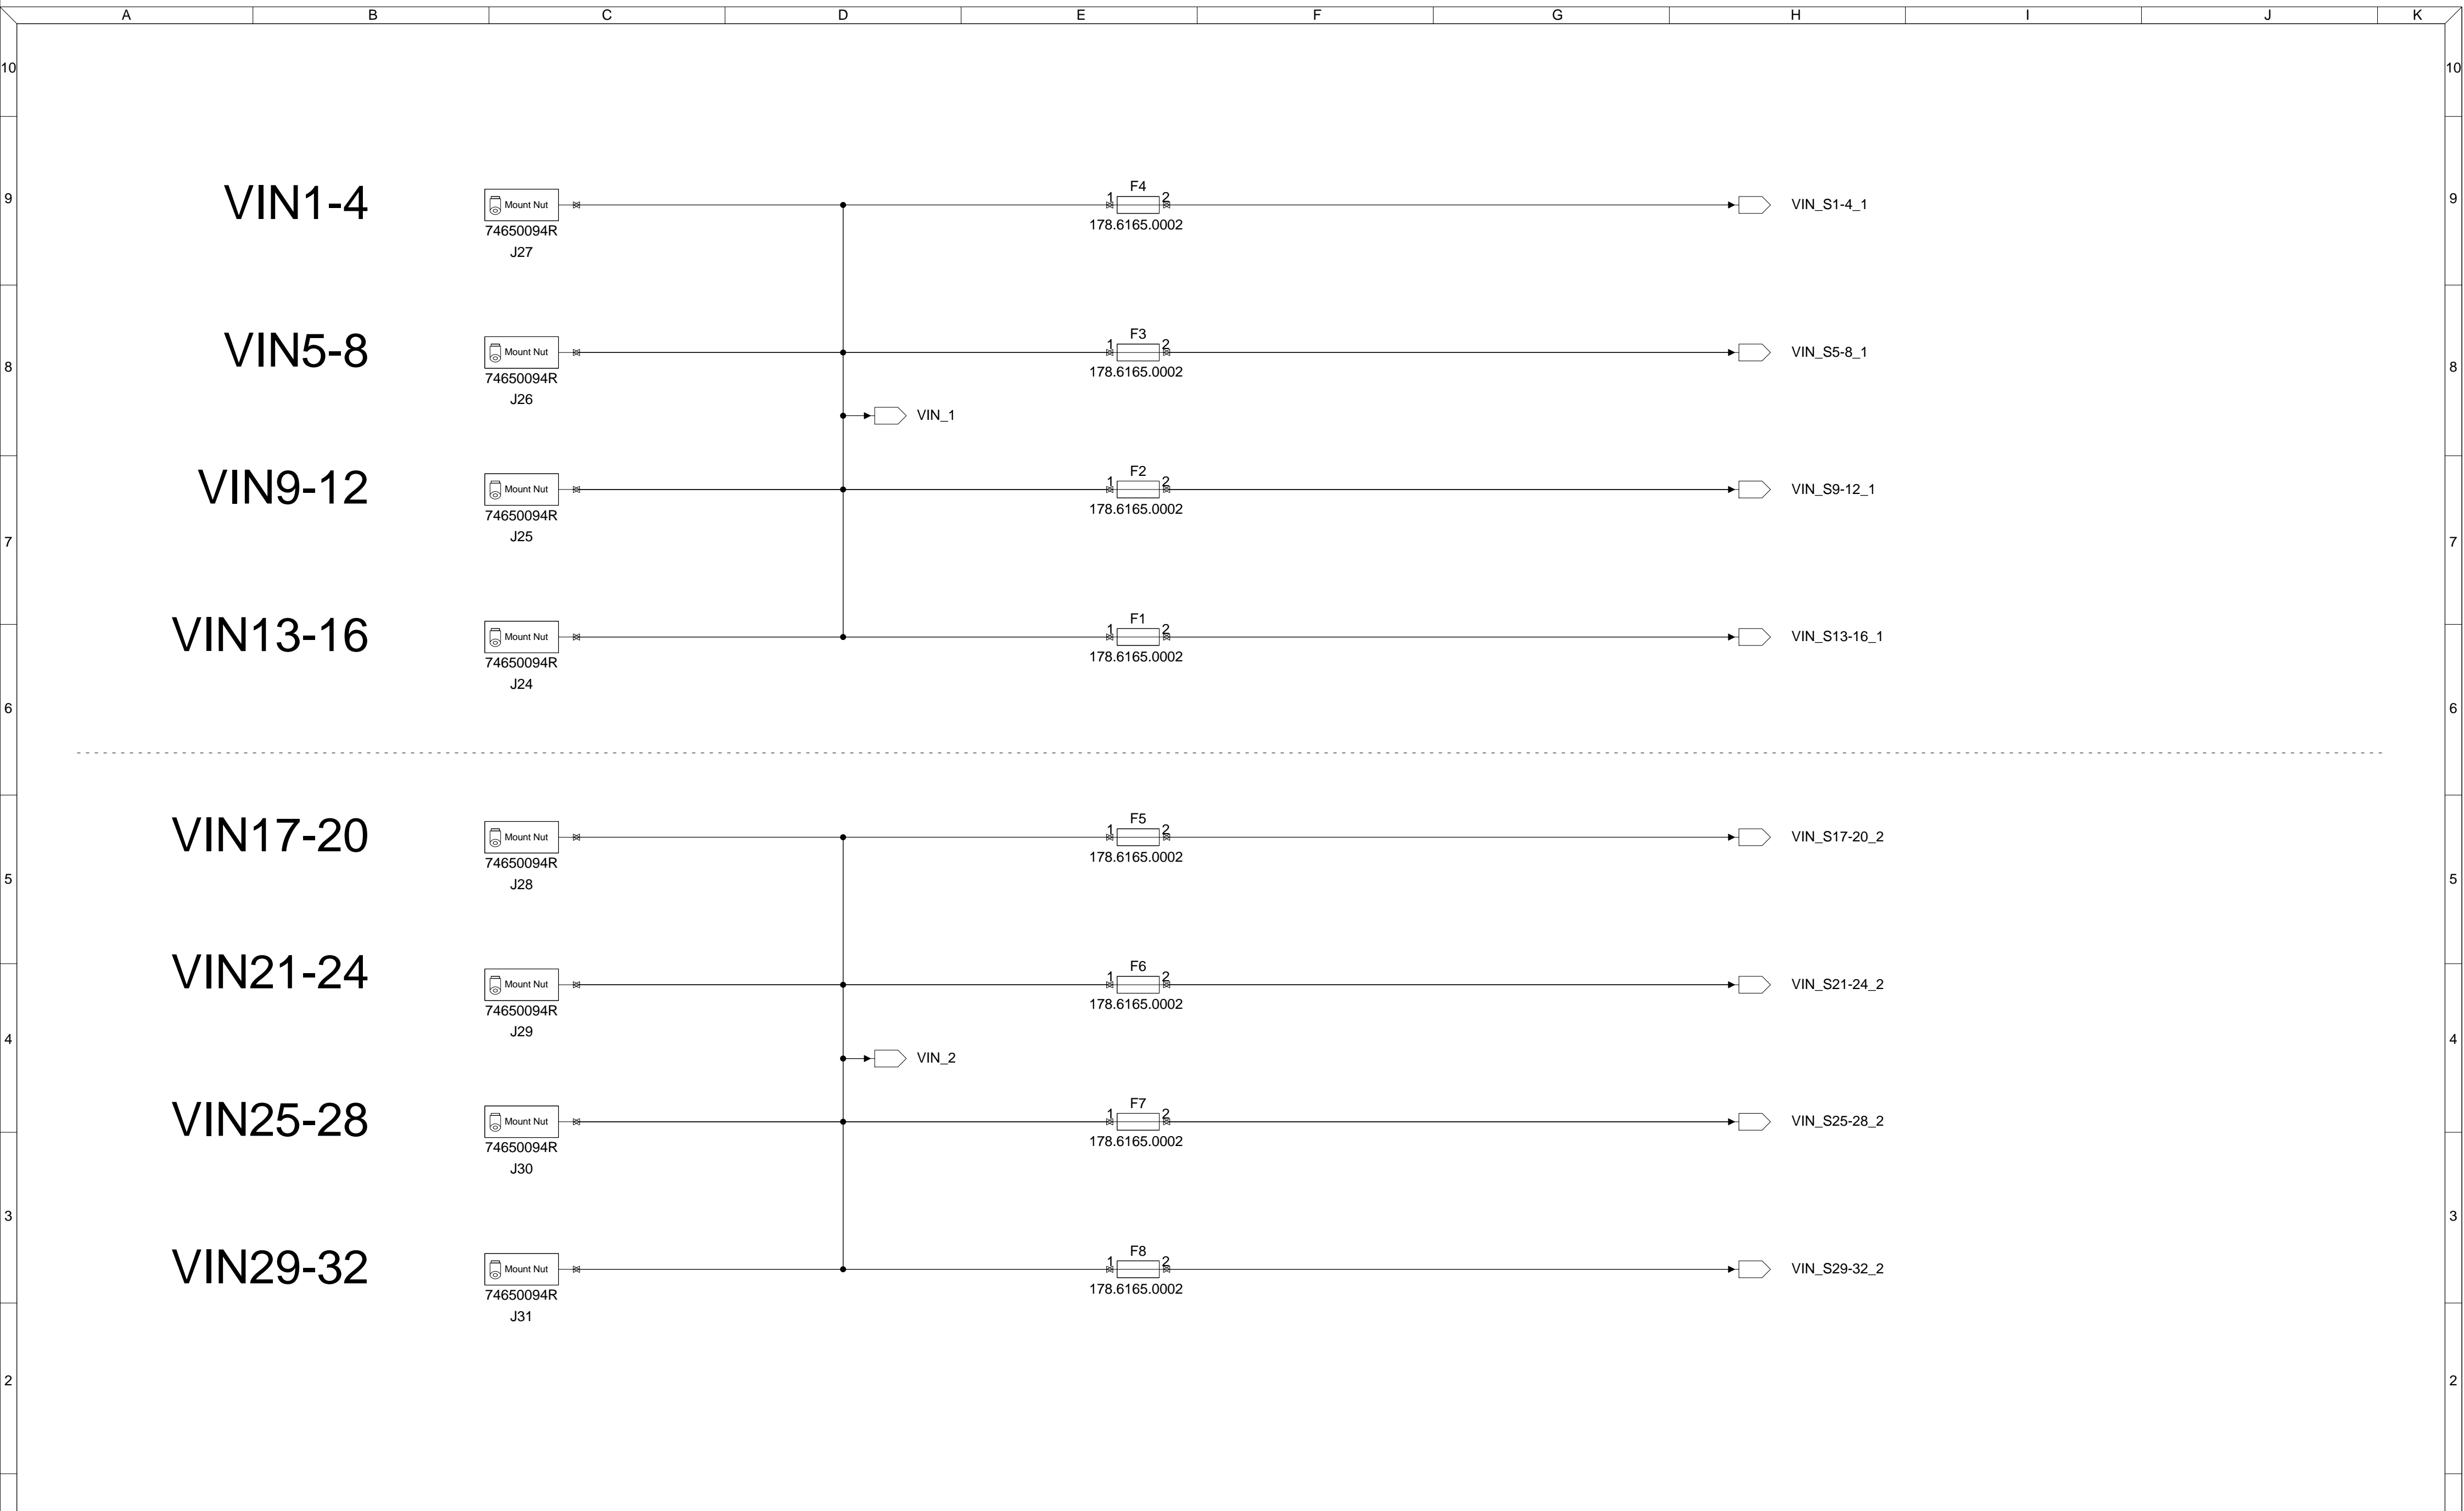 A B C D E F G H I J K
10 10
9 9
VIN1-4
Mount Nut
74650094R
J27
F4
1 2
178.6165.0002
VIN_S1-4_1
8 8
VIN5-8
Mount Nut
74650094R
J26
F3
1 2
178.6165.0002
VIN_S5-8_1
VIN_1
VIN9-12
Mount Nut
74650094R
J25
F2
1 2
178.6165.0002
VIN_S9-12_1
7 7
VIN13-16
Mount Nut
74650094R
J24
F1
1 2
178.6165.0002
VIN_S13-16_1
6 6
VIN17-20
Mount Nut
74650094R
J28
F5
1 2
178.6165.0002
VIN_S17-20_2
5 5
VIN21-24
Mount Nut
74650094R
J29
F6
1 2
178.6165.0002
VIN_S21-24_2
4 4
VIN_2
VIN25-28
Mount Nut
74650094R
J30
F7
1 2
178.6165.0002
VIN_S25-28_2
3 3
VIN29-32
Mount Nut
74650094R
J31
F8
1 2
178.6165.0002
VIN_S29-32_2
2 2